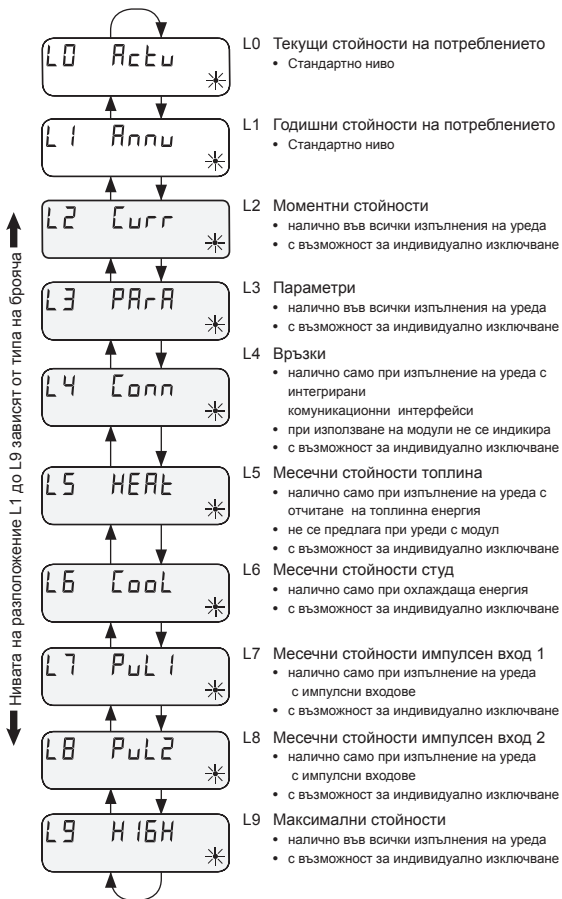 L0 Actu
L0 Текущи стойности на потреблението
• Стандартно ниво
L1 Annu
L1 Годишни стойности на потреблението
• Стандартно ниво
L2 Curr
L2 Моментни стойности
• налично във всички изпълнения на уреда
• с възможност за индивидуално изключване
L3 PArA
L3 Параметри
• налично във всички изпълнения на уреда
• с възможност за индивидуално изключване
L4 Conn
L4 Връзки
• налично само при изпълнение на уреда с
интегрирани
комуникационни интерфейси
• при използване на модули не се индикира
• с възможност за индивидуално изключване
L5 HEAt
L5 Месечни стойности топлина
• налично само при изпълнение на уреда с
отчитане на топлинна енергия
• не се предлага при уреди с модул
• с възможност за индивидуално изключване
L6 CooL
L6 Месечни стойности студ
• налично само при охлаждаща енергия
• с възможност за индивидуално изключване
L7 PuL1
L7 Месечни стойности импулсен вход 1
• налично само при изпълнение на уреда
с импулсни входове
• с възможност за индивидуално изключване
L8 PuL2
L8 Месечни стойности импулсен вход 2
• налично само при изпълнение на уреда
с импулсни входове
• с възможност за индивидуално изключване
L9 HIGH
L9 Максимални стойности
• налично във всички изпълнения на уреда
• с възможност за индивидуално изключване
Нивата на разположение L1 до L9 зависят от типа на брояча